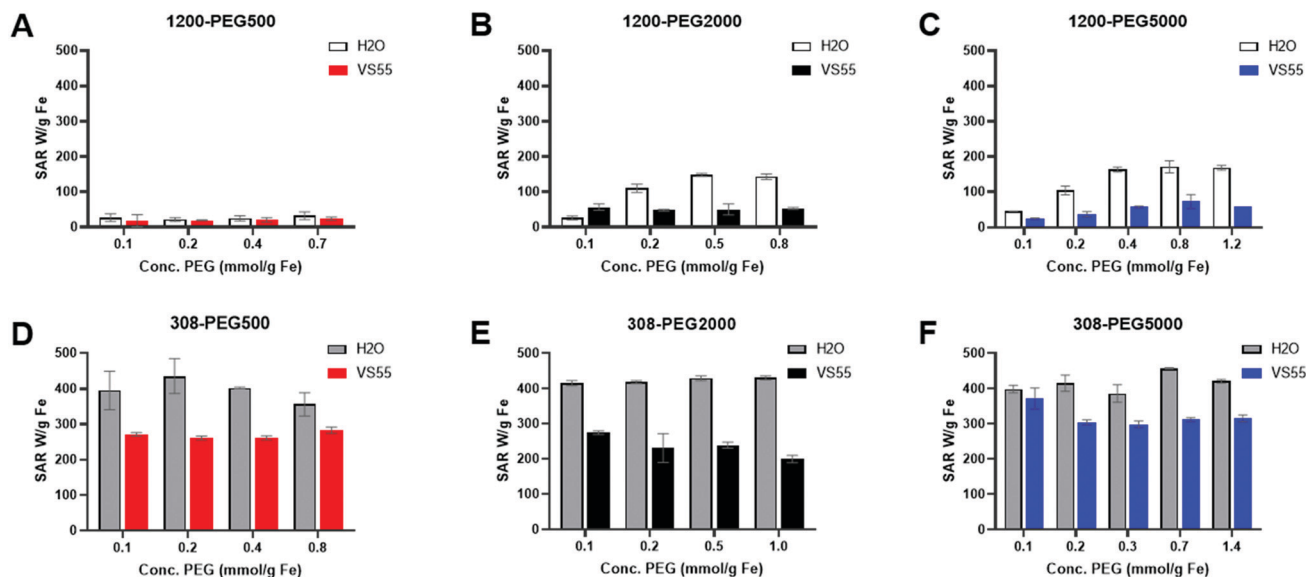 A
1200-PEG500
H2O
VS55
SAR W/g Fe
500
400
300
200
100
0
0.1 0.2 0.4 0.7
Conc. PEG (mmol/g Fe)
B
1200-PEG2000
H2O
VS55
SAR W/g Fe
500
400
300
200
100
0
0.1 0.2 0.5 0.8
Conc. PEG (mmol/g Fe)
C
1200-PEG5000
H2O
VS55
SAR W/g Fe
500
400
300
200
100
0
0.1 0.2 0.4 0.8 1.2
Conc. PEG (mmol/g Fe)
D
308-PEG500
H2O
VS55
SAR W/g Fe
500
400
300
200
100
0
0.1 0.2 0.4 0.8
Conc. PEG (mmol/g Fe)
E
308-PEG2000
H2O
VS55
SAR W/g Fe
500
400
300
200
100
0
0.1 0.2 0.5 1.0
Conc. PEG (mmol/g Fe)
F
308-PEG5000
H2O
VS55
SAR W/g Fe
500
400
300
200
100
0
0.1 0.2 0.3 0.7 1.4
Conc. PEG (mmol/g Fe)